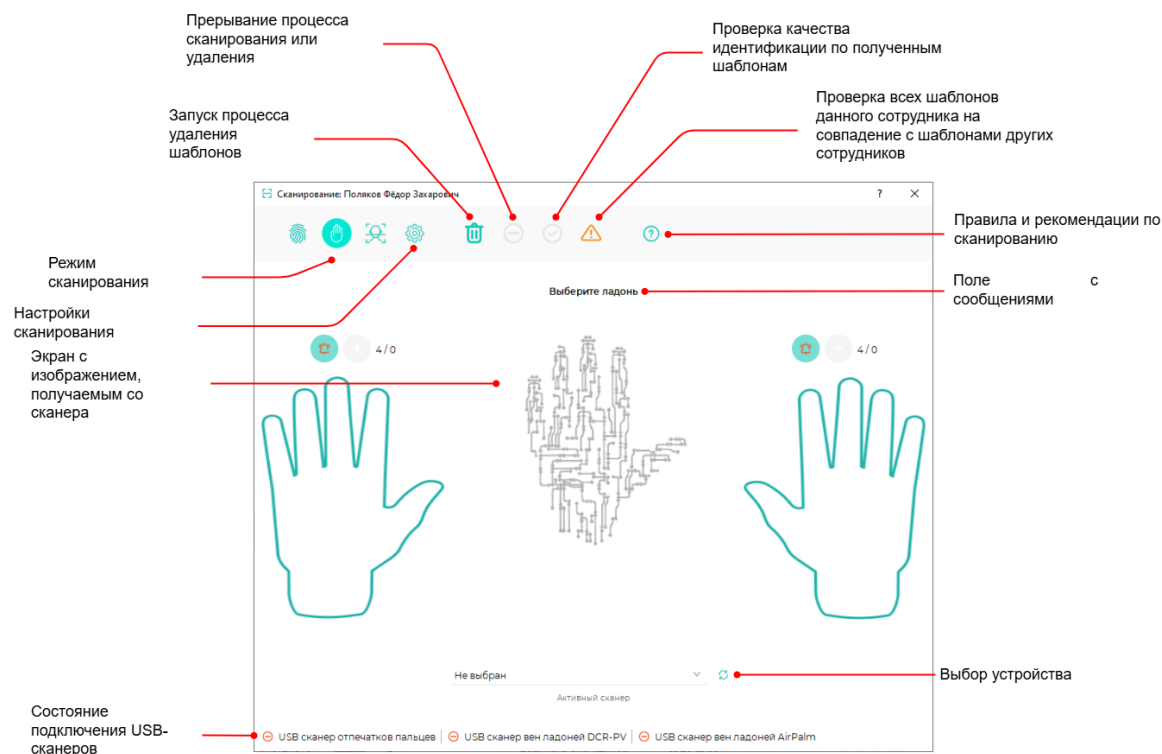 Прерывание процесса
сканирования или
удаления
Проверка качества
идентификации по полученным
шаблонам
Запуск процесса
удаления
шаблонов
Проверка всех шаблонов
данного сотрудника на
совпадение с шаблонами других
сотрудников
Сканирование: Поляков Фёдор Захарович
?
Правила и рекомендации по
сканированию
Режим
сканирования
Поле с
сообщениями
Выберите ладонь
Настройки
сканирования
Экран с
изображением,
получаемым со
сканера
4/0
4/0
Не выбран
Активный сканер
Выбор устройства
Состояние
подключения USB-
сканеров
USB сканер отпечатков пальцев
USB сканер вен ладоней DCR-PV
USB сканер вен ладоней AirPalm